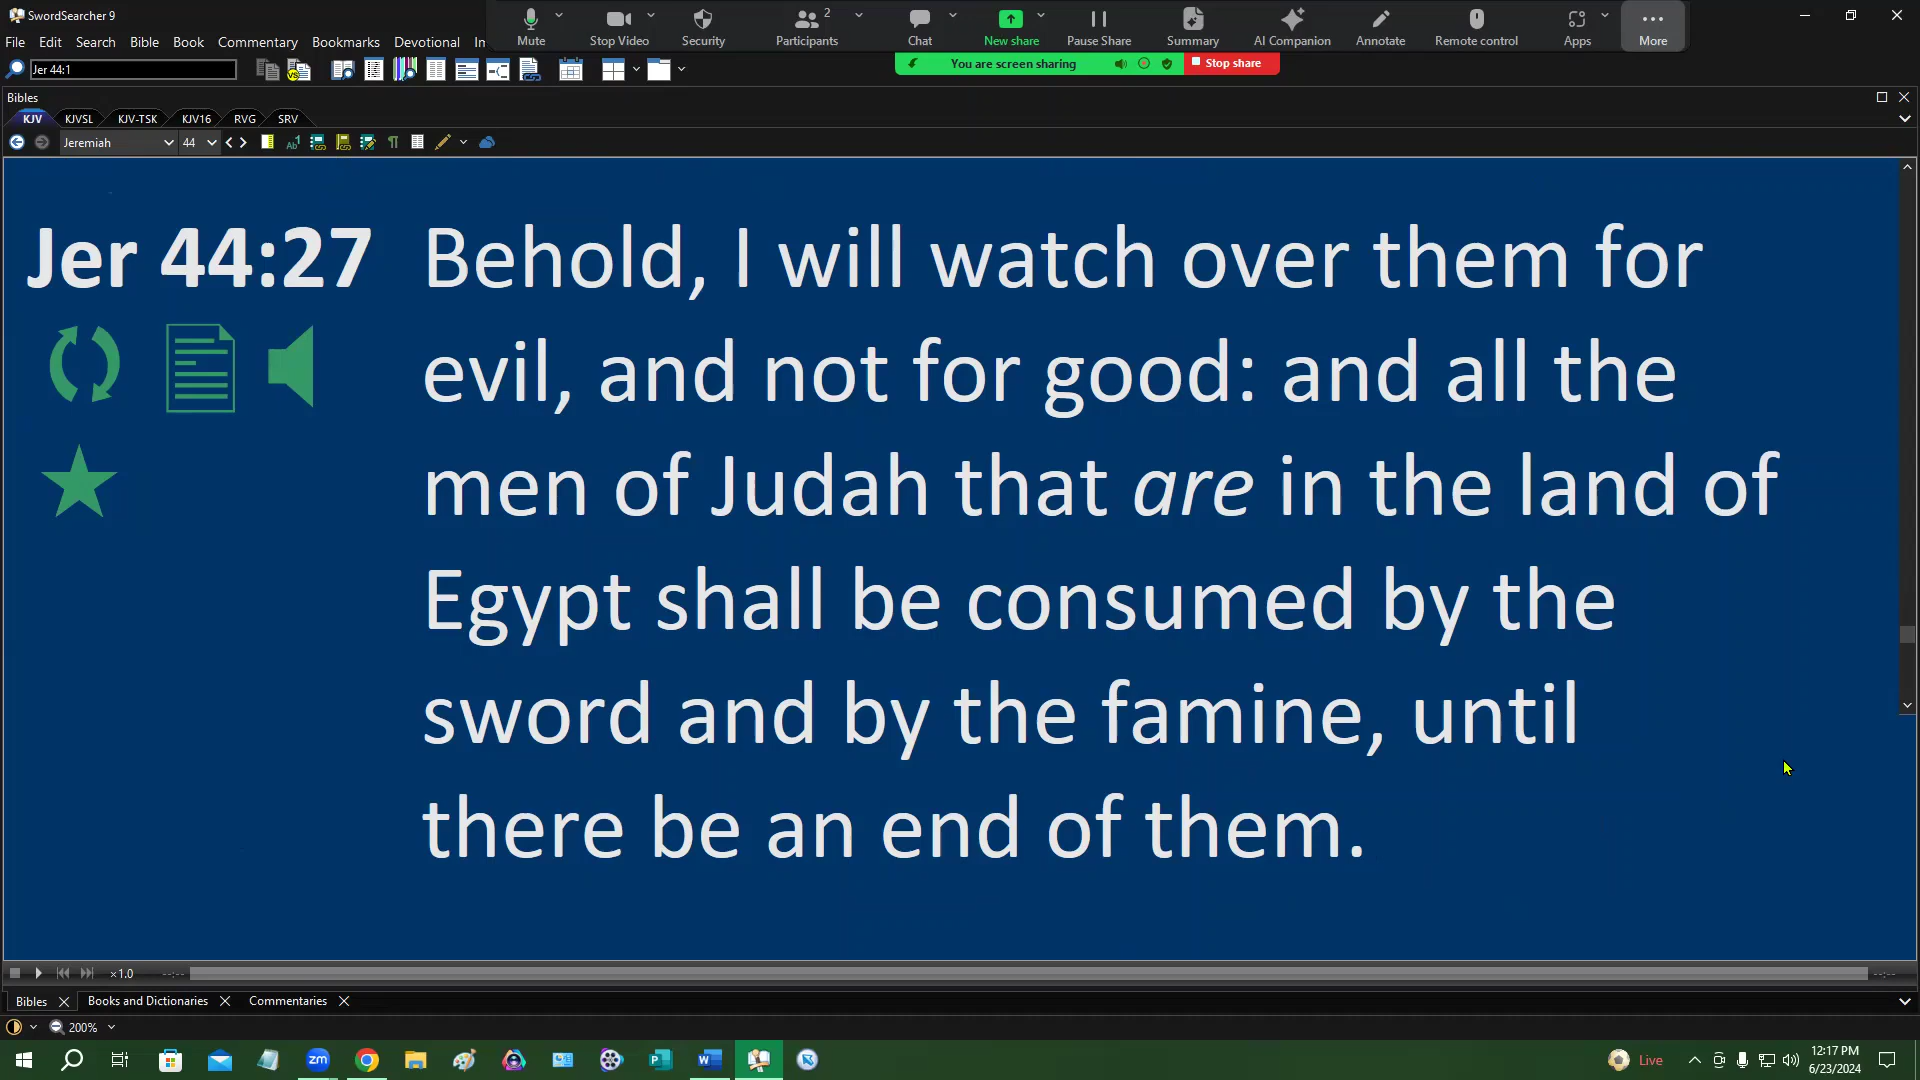 SwordSearcher 9
Mute
Stop Video
Security
Participants 2
Chat
New share
Pause Share
Summary
AI Companion
Annotate
Remote control
Apps
More
File Edit Search Bible Book Commentary Bookmarks Devotional
You are screen sharing
Stop share
Jer 44:1
Bibles
KJV KJVSL KJV-TSK KJV16 RVG SRV
Jeremiah 44
Jer 44:27 Behold, I will watch over them for
evil, and not for good: and all the
men of Judah that are in the land of
Egypt shall be consumed by the
sword and by the famine, until
there be an end of them.
×1.0 --:-- --:--
Bibles Books and Dictionaries Commentaries
200%
Live
12:17 PM
6/23/2024